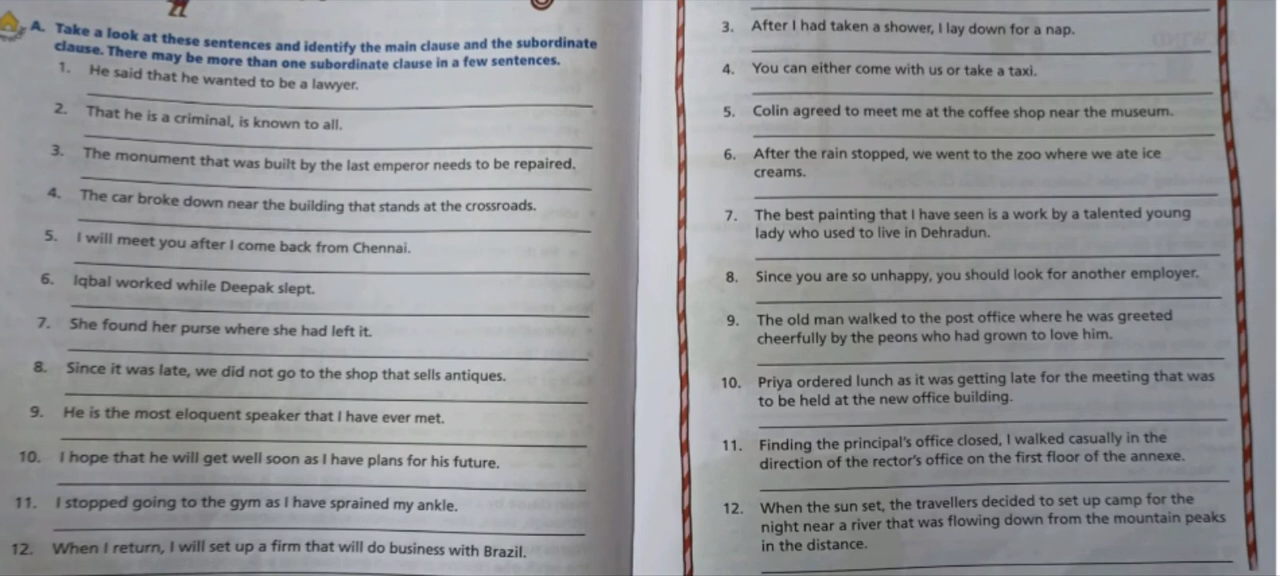 A. Take a look at these sentences and identify the main clause and the subordinate
clause. There may be more than one subordinate clause in a few sentences.
1. He said that he wanted to be a lawyer.
2. That he is a criminal, is known to all.
3. The monument that was built by the last emperor needs to be repaired.
4. The car broke down near the building that stands at the crossroads.
5. I will meet you after I come back from Chennai.
6. Iqbal worked while Deepak slept.
7. She found her purse where she had left it.
8. Since it was late, we did not go to the shop that sells antiques.
9. He is the most eloquent speaker that I have ever met.
10. I hope that he will get well soon as I have plans for his future.
11. I stopped going to the gym as I have sprained my ankle.
12. When I return, I will set up a firm that will do business with Brazil.
3. After I had taken a shower, I lay down for a nap.
4. You can either come with us or take a taxi.
5. Colin agreed to meet me at the coffee shop near the museum.
6. After the rain stopped, we went to the zoo where we ate ice
creams.
7. The best painting that I have seen is a work by a talented young
lady who used to live in Dehradun.
8. Since you are so unhappy, you should look for another employer.
9. The old man walked to the post office where he was greeted
cheerfully by the peons who had grown to love him.
10. Priya ordered lunch as it was getting late for the meeting that was
to be held at the new office building.
11. Finding the principal's office closed, I walked casually in the
direction of the rector's office on the first floor of the annexe.
12. When the sun set, the travellers decided to set up camp for the
night near a river that was flowing down from the mountain peaks
in the distance.